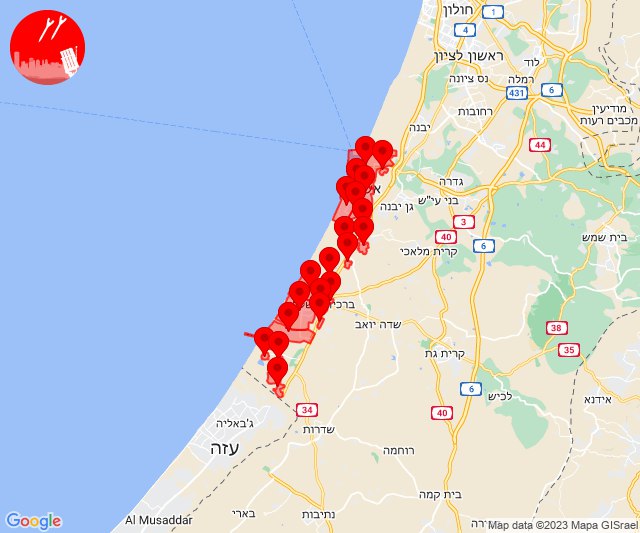 חולון
1
4
ראשון לציון
לוד
רמלה
נס ציונה
431
6
מודיעין
מכבים רעות
רחובות
יבנה
44
גדרה
בני עי"ש
גן יבנה
3
40
6
קרית מלאכי
בית שמש
שדה יואב
38
35
קרית גת
6
לכיש
אידנא
34
40
ג'באליה
שדרות
עזה
רוחמה
בית קמה
נתיבות
בארי
Al Musaddar
Google
Map data ©2023 Mapa GISrael